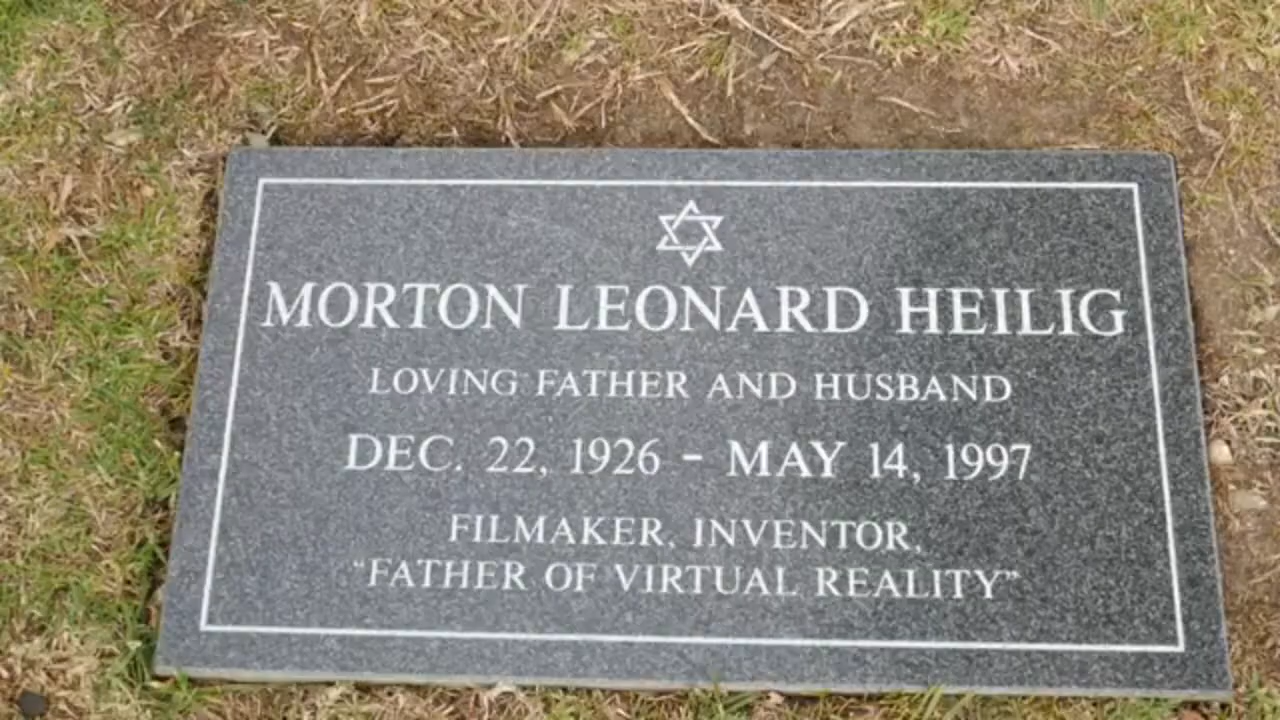 MORTON LEONARD HEILIG
LOVING FATHER AND HUSBAND
DEC. 22, 1926 - MAY 14, 1997
FILMAKER, INVENTOR,
“FATHER OF VIRTUAL REALITY”